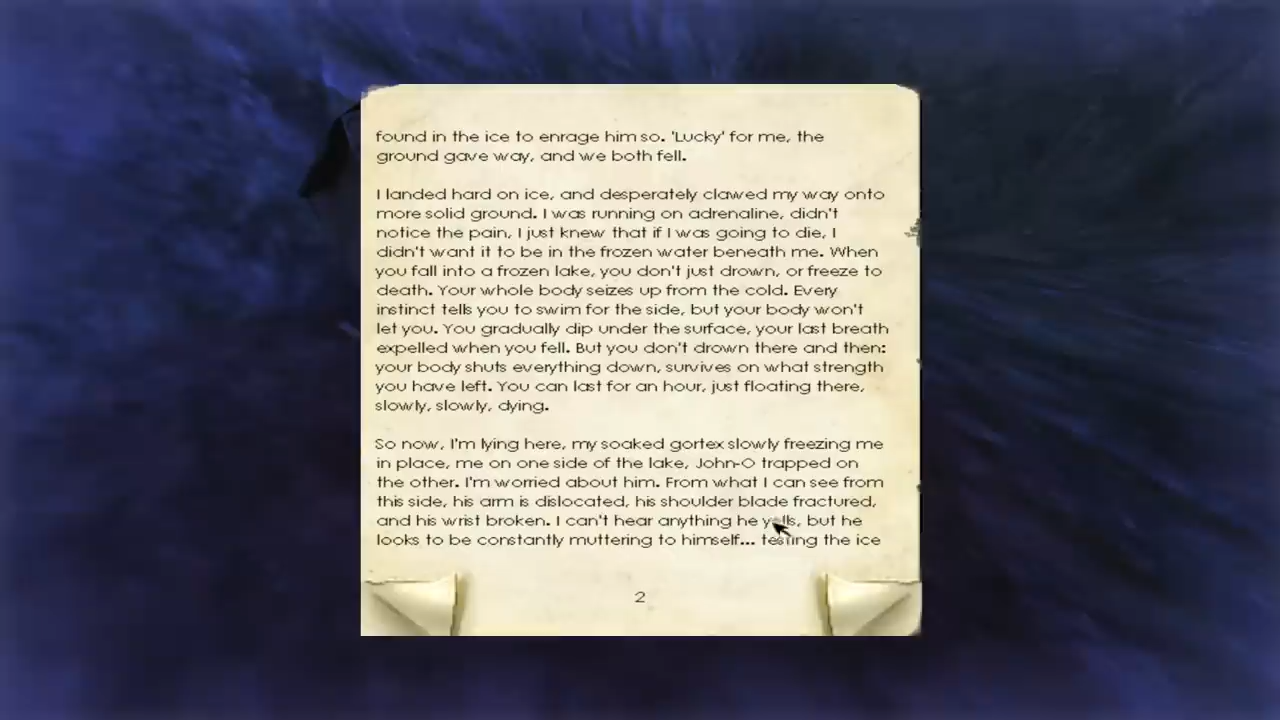 found in the ice to enrage him so. 'Lucky' for me, the
ground gave way, and we both fell.
I landed hard on ice, and desperately clawed my way onto
more solid ground. I was running on adrenaline, didn't
notice the pain, I just knew that if I was going to die, I
didn't want it to be in the frozen water beneath me. When
you fall into a frozen lake, you don't just drown, or freeze to
death. Your whole body seizes up from the cold. Every
instinct tells you to swim for the side, but your body won't
let you. You gradually dip under the surface, your last breath
expelled when you fell. But you don't drown there and then:
your body shuts everything down, survives on what strength
you have left. You can last for an hour, just floating there,
slowly, slowly, dying.
So now, I'm lying here, my soaked gortex slowly freezing me
in place, me on one side of the lake, John-O trapped on
the other. I'm worried about him. From what I can see from
this side, his arm is dislocated, his shoulder blade fractured,
and his wrist broken. I can't hear anything he yells, but he
looks to be constantly muttering to himself... testing the ice
2